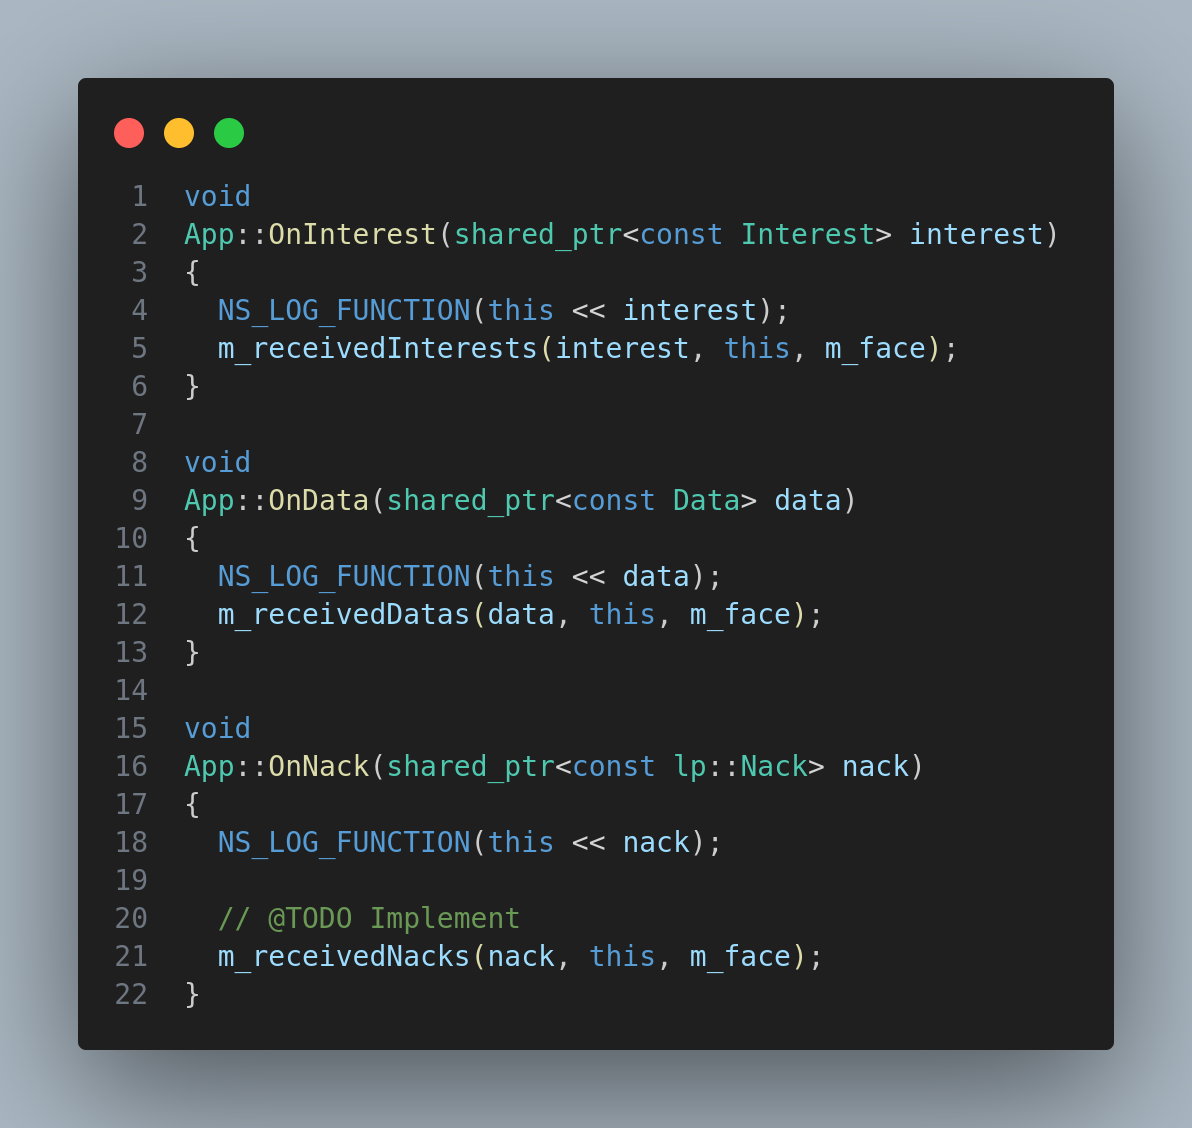 1 void
2 App::OnInterest(shared_ptr<const Interest> interest)
3 {
4   NS_LOG_FUNCTION(this << interest);
5   m_receivedInterests(interest, this, m_face);
6 }
7
8 void
9 App::OnData(shared_ptr<const Data> data)
10 {
11   NS_LOG_FUNCTION(this << data);
12   m_receivedDatas(data, this, m_face);
13 }
14
15 void
16 App::OnNack(shared_ptr<const lp::Nack> nack)
17 {
18   NS_LOG_FUNCTION(this << nack);
19
20   // @TODO Implement
21   m_receivedNacks(nack, this, m_face);
22 }